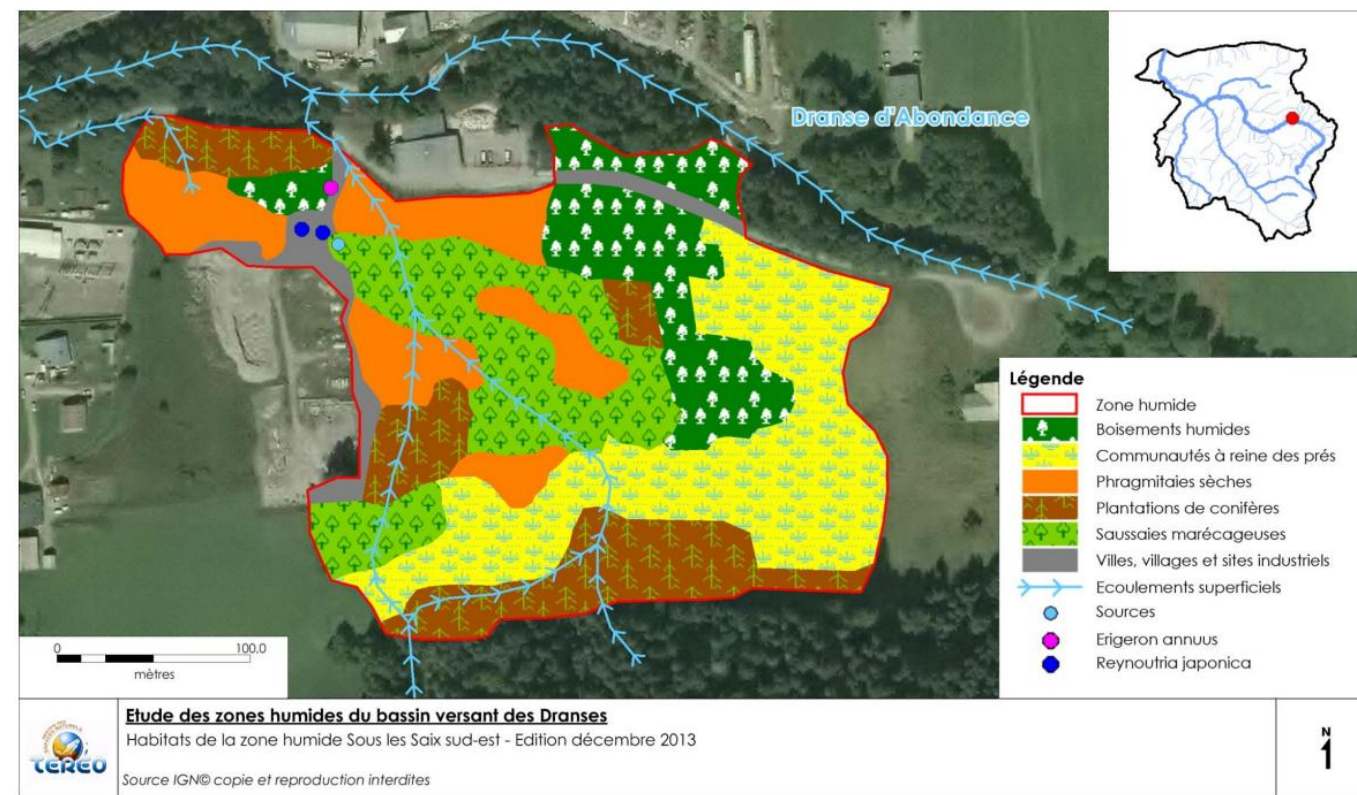 Dranse d'Abondance
Légende
Zone humide
Boisements humides
Communautés à reine des prés
Phragmitaies sèches
Plantations de conifères
Saussaies marécageuses
Villes, villages et sites industriels
Ecoulements superficiels
Sources
Erigeron annuus
Reynoutria japonica
0 100,0
mètres
TEREO
Etude des zones humides du bassin versant des Dranses
Habitats de la zone humide Sous les Saix sud-est - Edition décembre 2013
Source IGN© copie et reproduction interdites
N